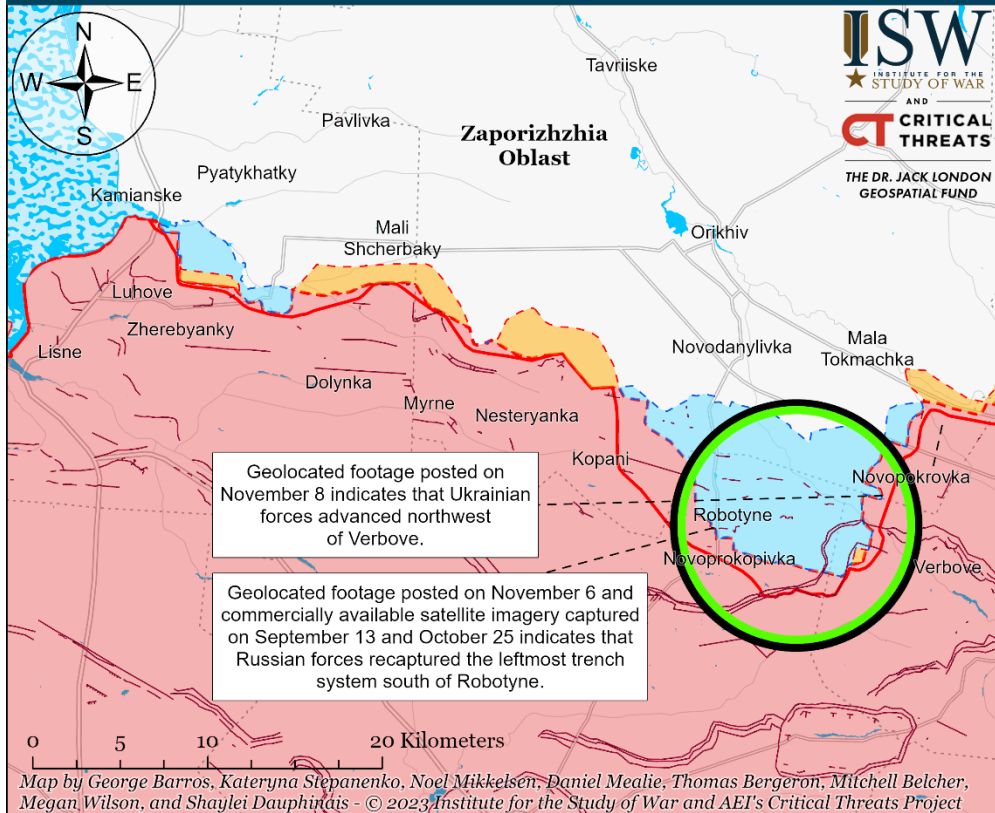 N
W E
S
ISW
INSTITUTE FOR THE
STUDY OF WAR
AND
CT CRITICAL
THREATS
THE DR. JACK LONDON
GEOSPATIAL FUND
Tavriiske
Pavlivka
Zaporizhzhia
Oblast
Pyatykhatky
Kamianske
Mali
Shcherbaky
Orikhiv
Luhove
Zherebyanky
Lisne
Dolynka
Myrne
Nesteryanka
Novodanylivka
Mala
Tokmachka
Kopani
Novopokrovka
Robotyne
Novoprokopivka
Verbove
Geolocated footage posted on
November 8 indicates that Ukrainian
forces advanced northwest
of Verbove.
Geolocated footage posted on November 6 and
commercially available satellite imagery captured
on September 13 and October 25 indicates that
Russian forces recaptured the leftmost trench
system south of Robotyne.
0 5 10 20 Kilometers
Map by George Barros, Kateryna Stepanenko, Noel Mikkelsen, Daniel Mealie, Thomas Bergeron, Mitchell Belcher,
Megan Wilson, and Shaylei Dauphinais - © 2023 Institute for the Study of War and AEI's Critical Threats Project